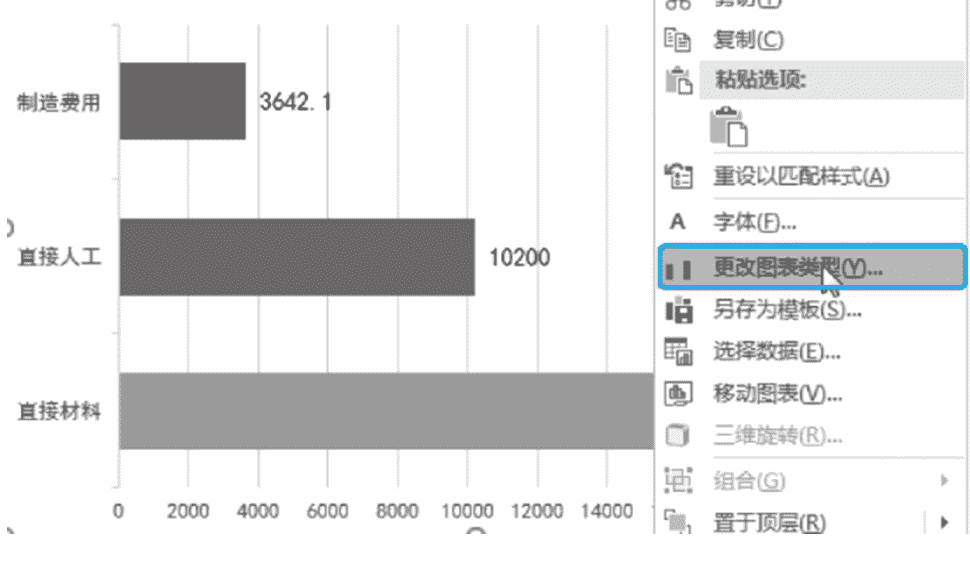 制造费用
3642.1
直接人工
10200
直接材料
0 2000 4000 6000 8000 10000 12000 14000
剪切(T)
复制(C)
粘贴选项:
重设以匹配样式(A)
A 字体(F)...
更改图表类型(Y)...
另存为模板(S)...
选择数据(E)...
移动图表(V)...
三维旋转(R)...
组合(G)
置于顶层(R)